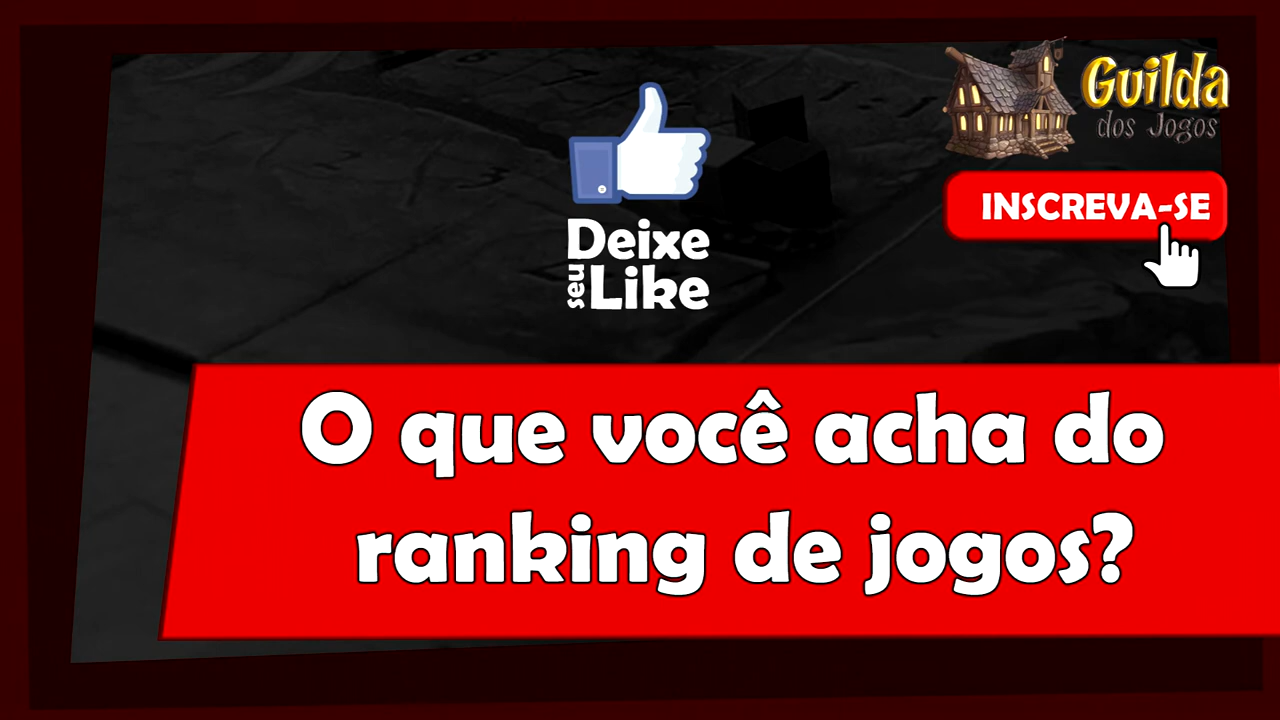 Guilda
dos Jogos
INSCREVA-SE
Deixe
seu Like
O que você acha do
ranking de jogos?